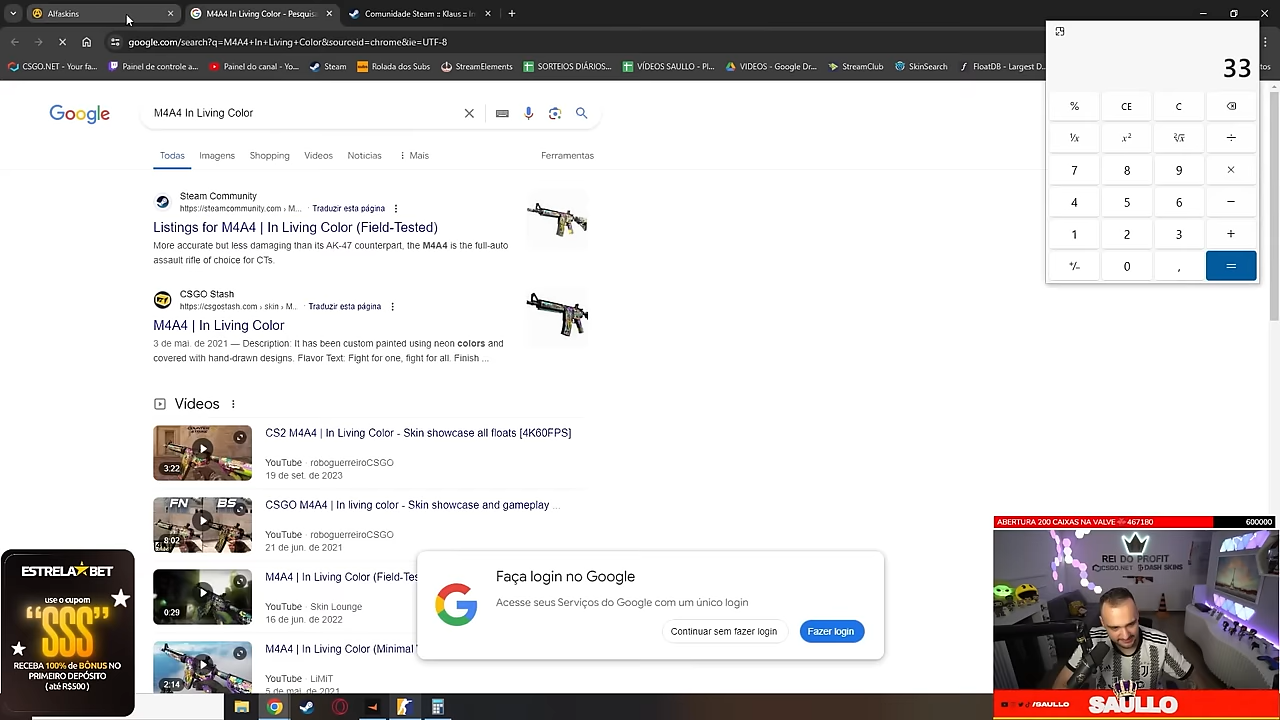 Alfaskins
M4A4 In Living Color - Pesquisa
Comunidade Steam :: Klaus :: In
google.com/search?q=M4A4+In+Living+Color&sourceid=chrome&ie=UTF-8
CSGO.NET - Your fa...
Painel de controle a...
Painel do canal - Yo...
Steam
Rolada dos Subs
StreamElements
SORTEIOS DIÁRIOS...
VÍDEOS SAULLO - Pl...
VIDEOS - Google Dr...
StreamClub
SkinSearch
FloatDB - Largest D...
33
%
CE
C
7
8
9
4
5
6
1
2
3
+/-
0
,
Google
M4A4 In Living Color
Todas
Imagens
Shopping
Vídeos
Notícias
Mais
Ferramentas
Steam Community
https://steamcommunity.com › M...
Traduzir esta página
Listings for M4A4 | In Living Color (Field-Tested)
More accurate but less damaging than its AK-47 counterpart, the M4A4 is the full-auto
assault rifle of choice for CTs.
CSGO Stash
https://csgostash.com › skin › M...
Traduzir esta página
M4A4 | In Living Color
3 de mai. de 2021 — Description: It has been custom painted using neon colors and
covered with hand-drawn designs. Flavor Text: Fight for one, fight for all. Finish ...
Vídeos
CS2 M4A4 | In Living Color - Skin showcase all floats [4K60FPS]
3:22
YouTube · roboguerreiroCSGO
19 de set. de 2023
FN BS
CSGO M4A4 | In living color - Skin showcase and gameplay ...
8:02
YouTube · roboguerreiroCSGO
21 de jun. de 2021
M4A4 | In Living Color (Field-Tes
0:29
YouTube · Skin Lounge
16 de jun. de 2022
M4A4 | In Living Color (Minimal
2:14
YouTube · LiMiT
5 de mai. de 2021
Faça login no Google
Acesse seus Serviços do Google com um único login
Continuar sem fazer login
Fazer login
ESTRELABET
use o cupom
"SSS"
RECEBA 100% de BÔNUS NO
PRIMEIRO DEPÓSITO
(até R$500)
ABERTURA 200 CAIXAS NA VALVE
467180
600000
REI DO PROFIT
CSGO.NET
DASH SKINS
/SAULLO
SAULLO